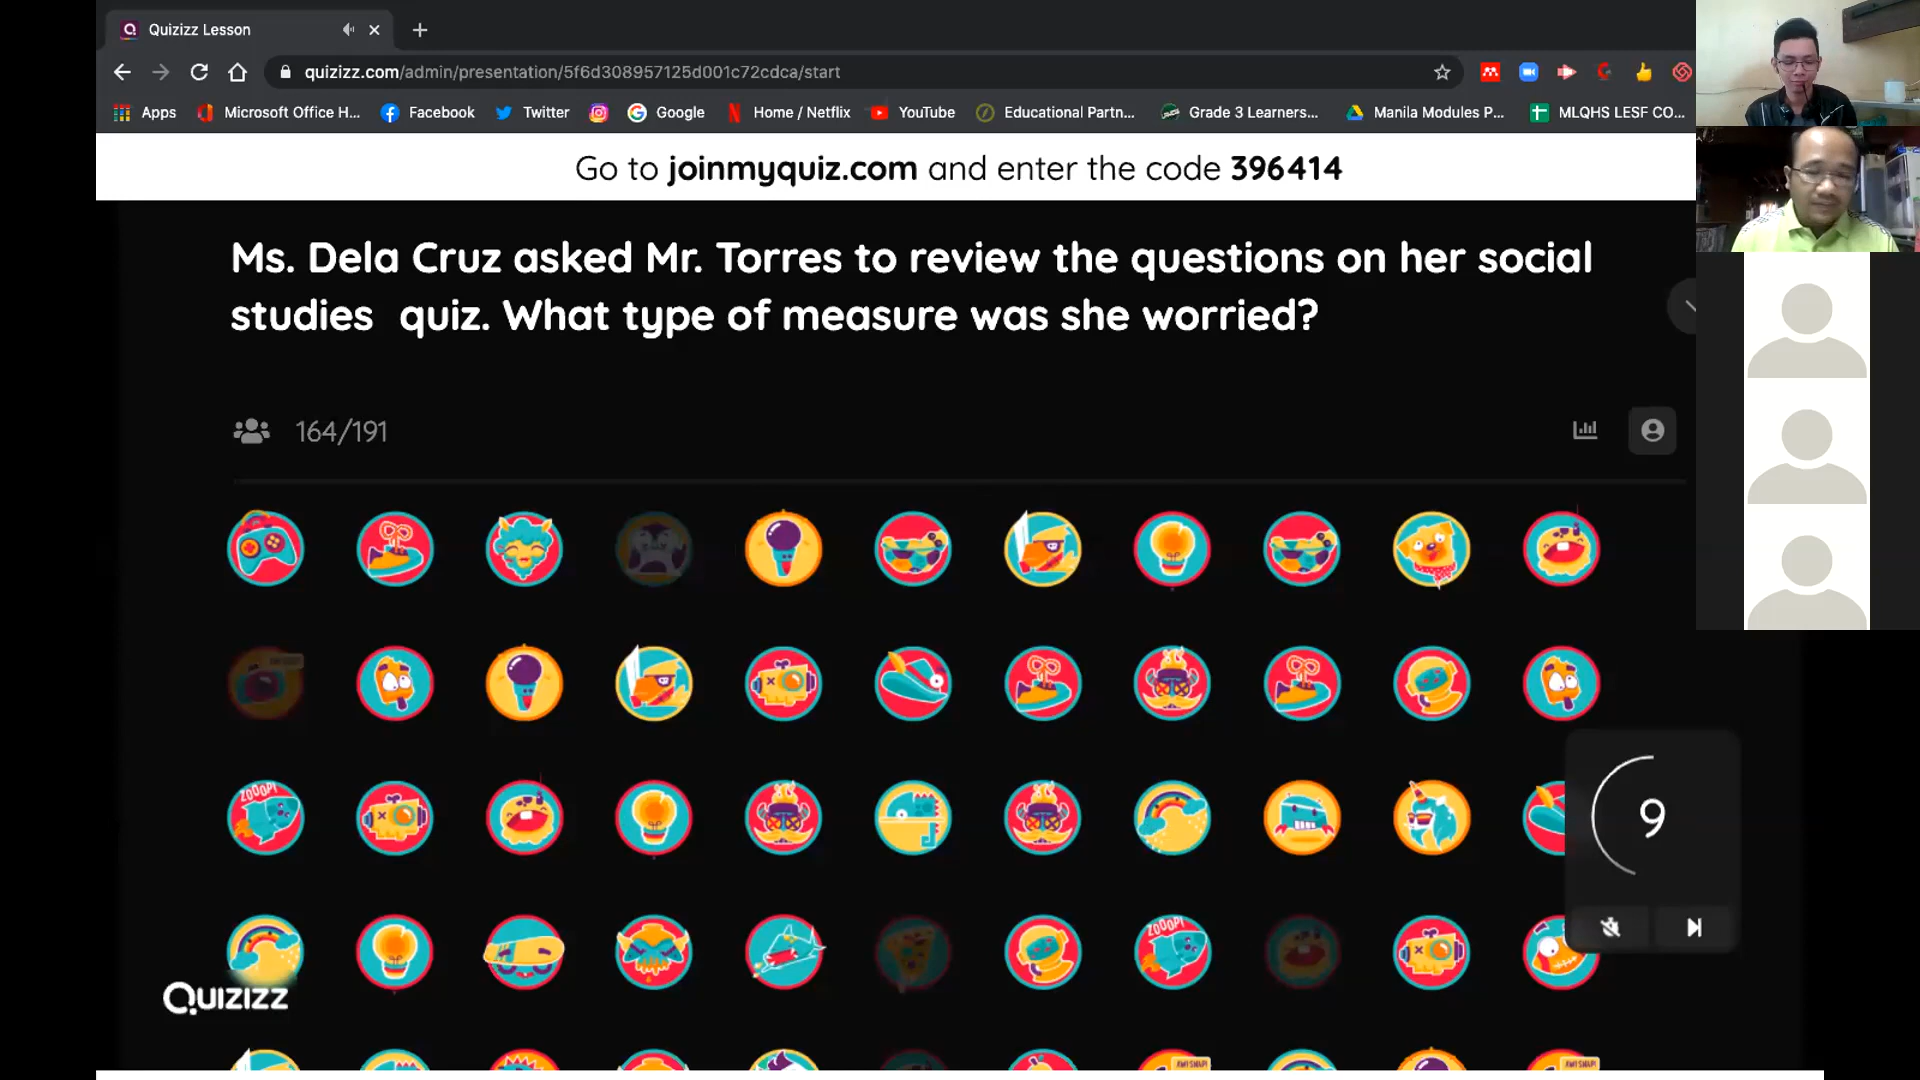 Quizizz Lesson
quizizz.com/admin/presentation/5f6d308957125d001c72cdca/start
Apps Microsoft Office H... Facebook Twitter Google Home / Netflix YouTube Educational Partn... Grade 3 Learners... Manila Modules P... MLQHS LESF CO...
Go to joinmyquiz.com and enter the code 396414
Ms. Dela Cruz asked Mr. Torres to review the questions on her social
studies quiz. What type of measure was she worried?
164/191
ZOOOP!
9
ZOOOP!
QUIZIZZ